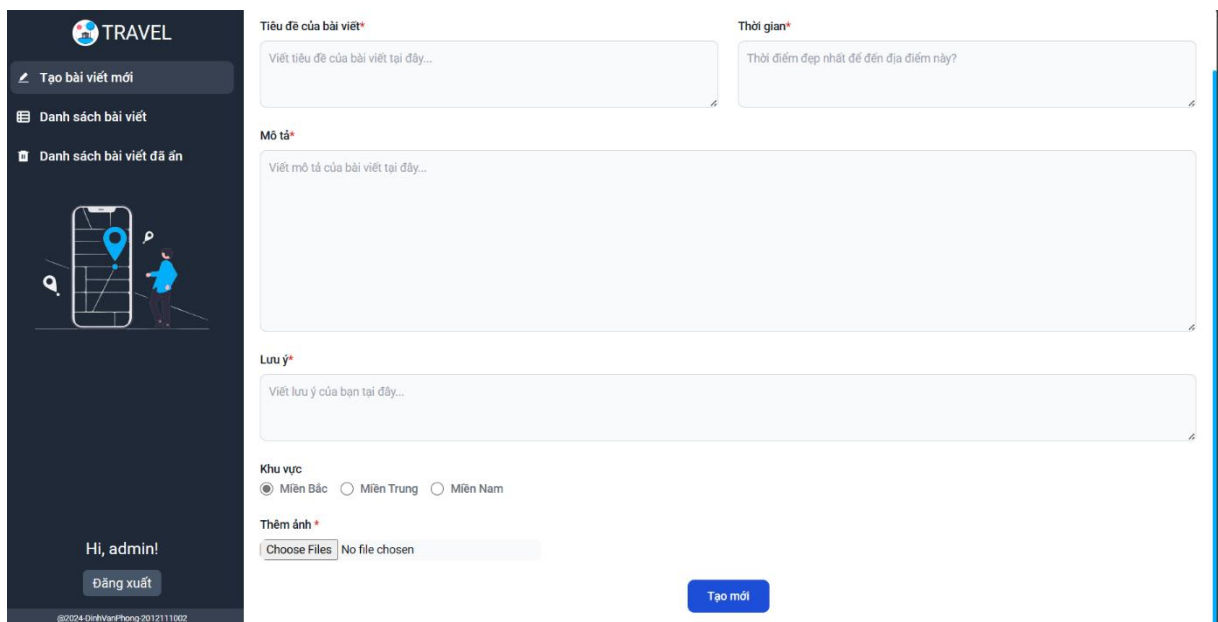 TRAVEL
Tạo bài viết mới
Danh sách bài viết
Danh sách bài viết đã ẩn
Hi, admin!
Đăng xuất
@2024-DinhVanPhong-2012111002
Tiêu đề của bài viết*
Viết tiêu đề của bài viết tại đây...
Thời gian*
Thời điểm đẹp nhất để đến địa điểm này?
Mô tả*
Viết mô tả của bài viết tại đây...
Lưu ý*
Viết lưu ý của bạn tại đây...
Khu vực
Miền Bắc Miền Trung Miền Nam
Thêm ảnh *
Choose Files No file chosen
Tạo mới